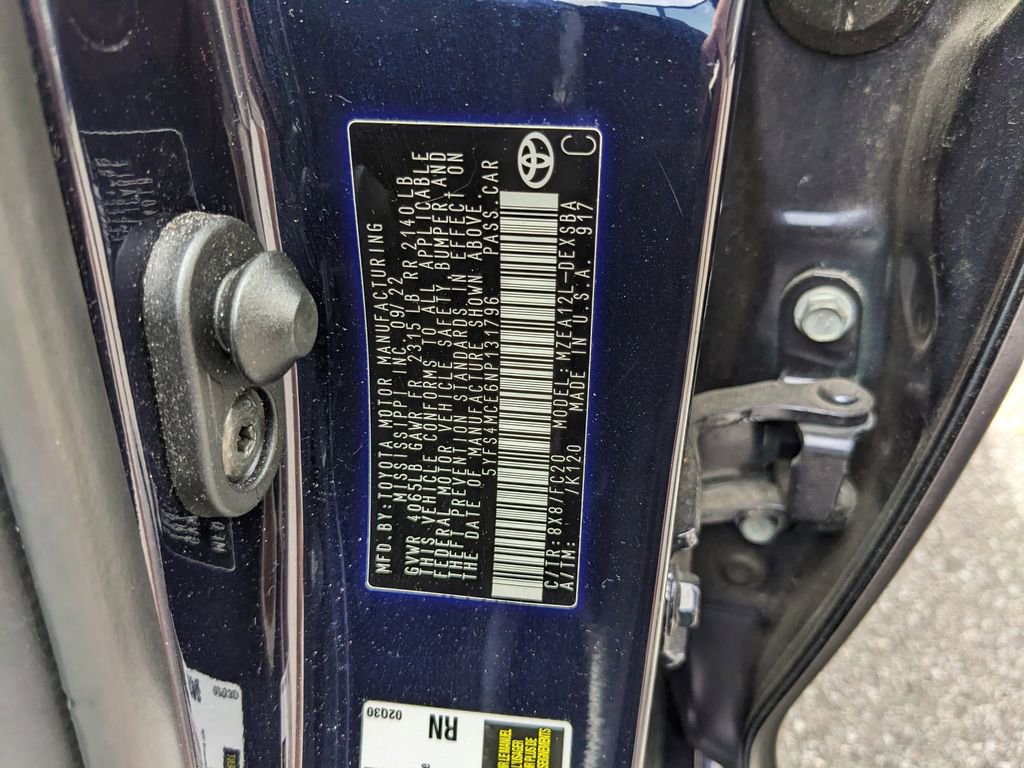 MFD.BY:TOYOTA MOTOR MANUFACTURING
MISSISSIPPI INC. 09/22
GVWR 4065LB GAWR FR 2315 LB RR 2140 LB
THIS VEHICLE CONFORMS TO ALL APPLICABLE
FEDERAL MOTOR VEHICLE SAFETY BUMPER AND
THEFT PREVENTION STANDARDS IN EFFECT ON
THE DATE OF MANUFACTURE SHOWN ABOVE.
5YFS4MCE6NP131796 PASS.CAR
C/TR: 8X8/FC20 MODEL:MZEA12L-DEXSBA
A/TM: /K120 MADE IN U.S.A. 917
C
02Q30
RN